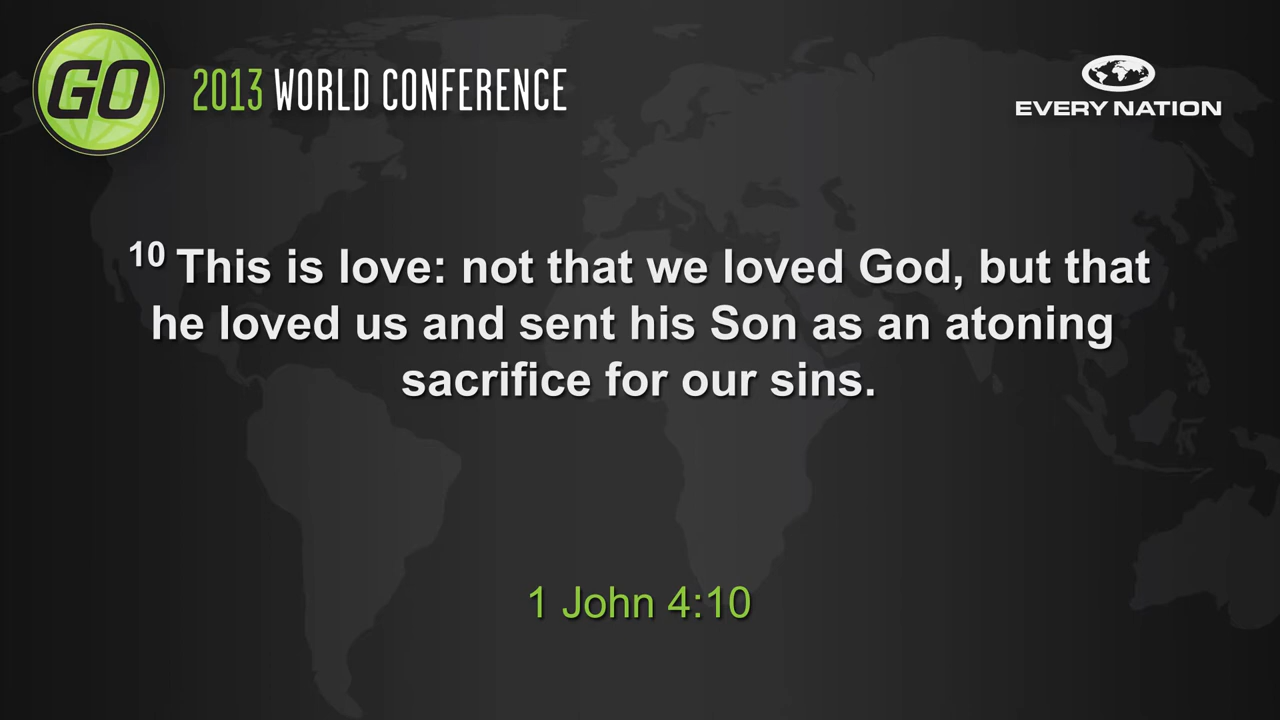 GO 2013 WORLD CONFERENCE
EVERY NATION
10 This is love: not that we loved God, but that
he loved us and sent his Son as an atoning
sacrifice for our sins.
1 John 4:10